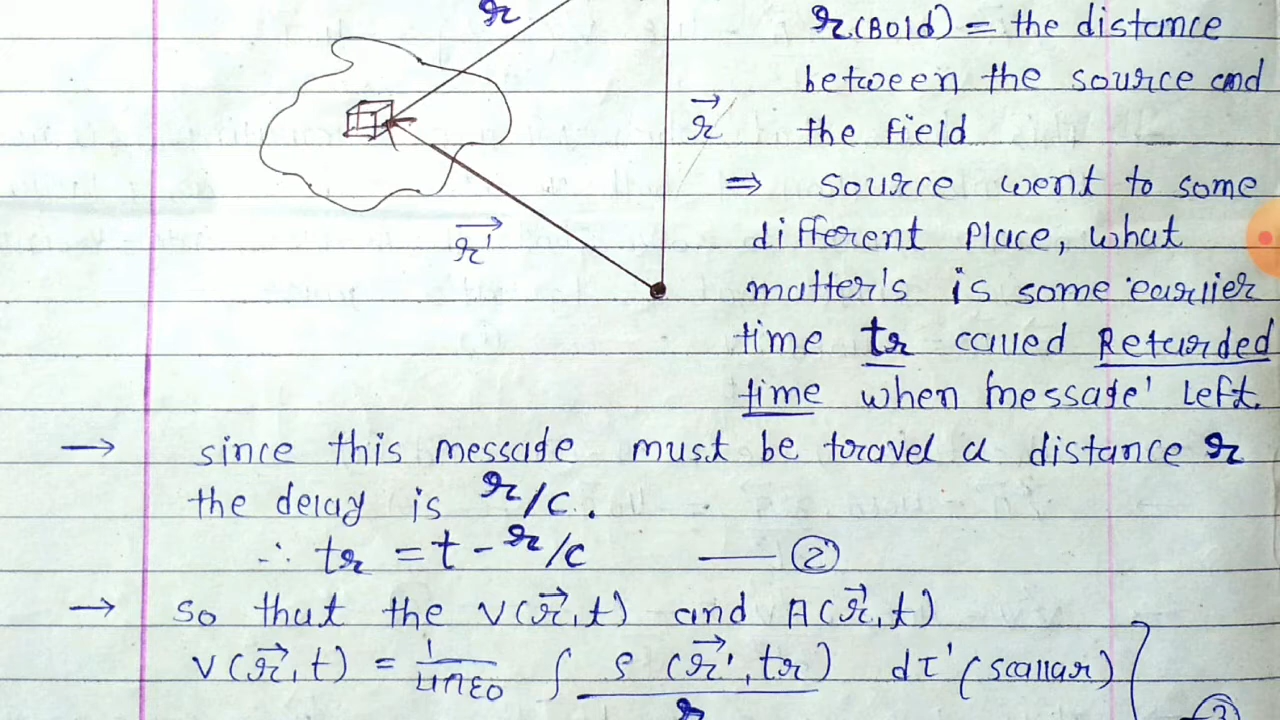 r
r(Bold) = the distance
between the source and
r⃗ the field
⇒ source went to some
r⃗' different place, what
matter's is some earlier
time tr called Retarded
time when 'message' left.
→ since this message must be travel a distance r
the delay is r/c.
∴ tr = t - r/c —— ②
→ so that the V(r⃗,t) and A(r⃗,t)
V(r⃗,t) = 1/4πε0 ∫ ρ(r⃗',tr)/r dτ' (scallar)
③